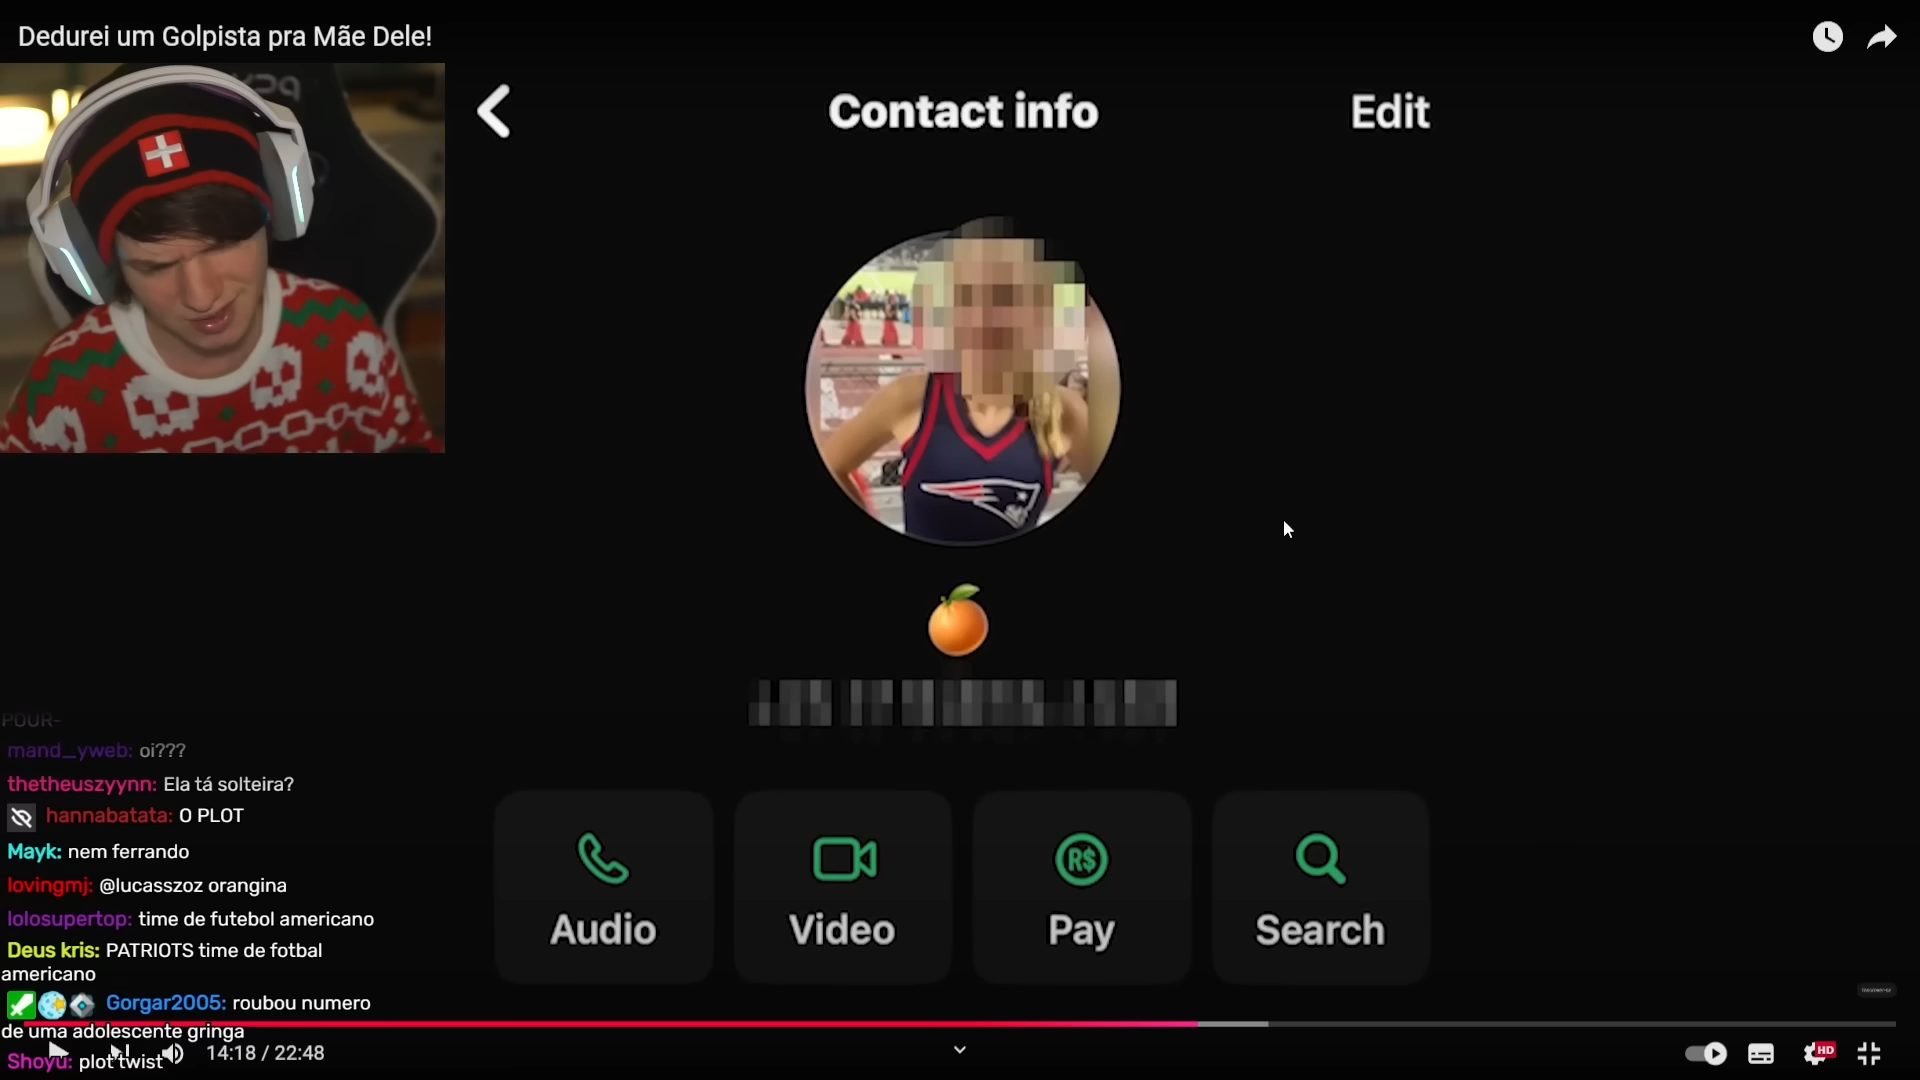 Dedurei um Golpista pra Mãe Dele!
Contact info
Edit
POUR-
mand_yweb: oi???
thetheuszyynn: Ela tá solteira?
hannabatata: O PLOT
Mayk: nem ferrando
lovingmj: @lucasszoz orangina
lolosupertop: time de futebol americano
Deus kris: PATRIOTS time de fotbal
americano
Gorgar2005: roubou numero
de uma adolescente gringa
Shoyu: plot twist
Audio
Video
R$
Pay
Search
14:18 / 22:48
HD